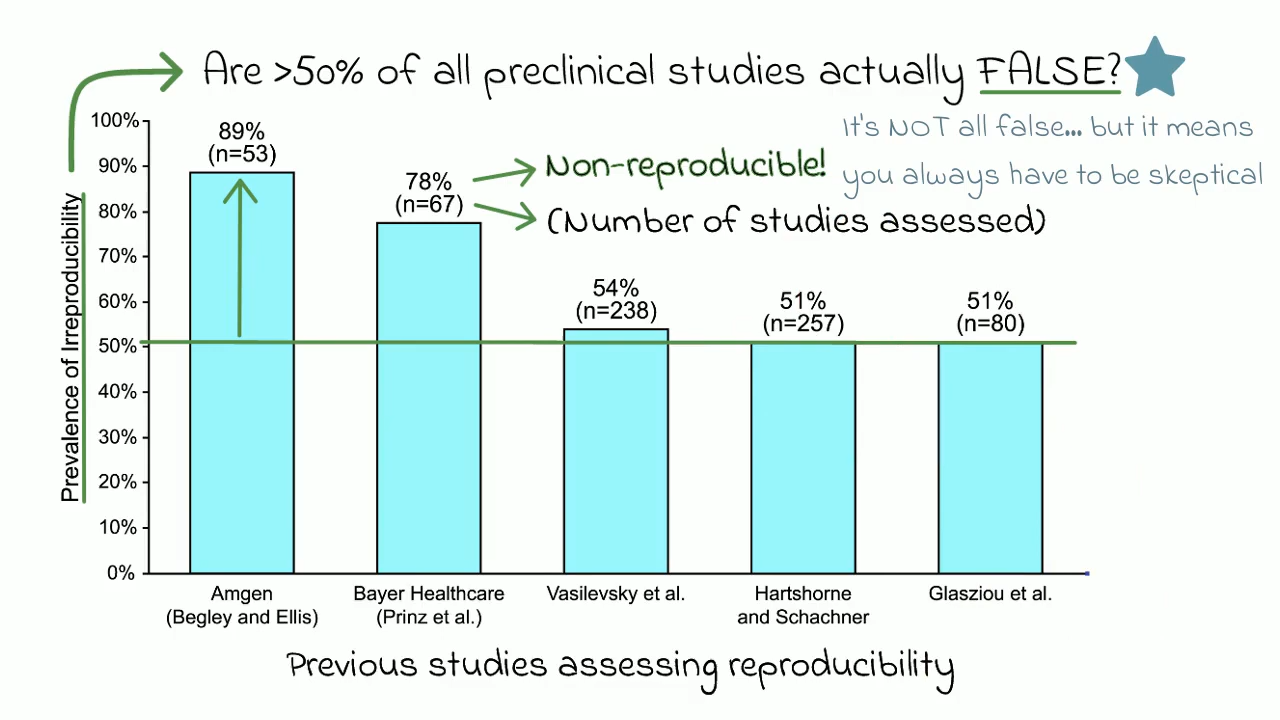 Are >50% of all preclinical studies actually FALSE?
It's NOT all false... but it means
you always have to be skeptical
Prevalence of Irreproducibility
100%
90%
80%
70%
60%
50%
40%
30%
20%
10%
0%
89%
(n=53)
78%
(n=67)
Non-reproducible!
(Number of studies assessed)
54%
(n=238)
51%
(n=257)
51%
(n=80)
Amgen
(Begley and Ellis)
Bayer Healthcare
(Prinz et al.)
Vasilevsky et al.
Hartshorne
and Schachner
Glasziou et al.
Previous studies assessing reproducibility